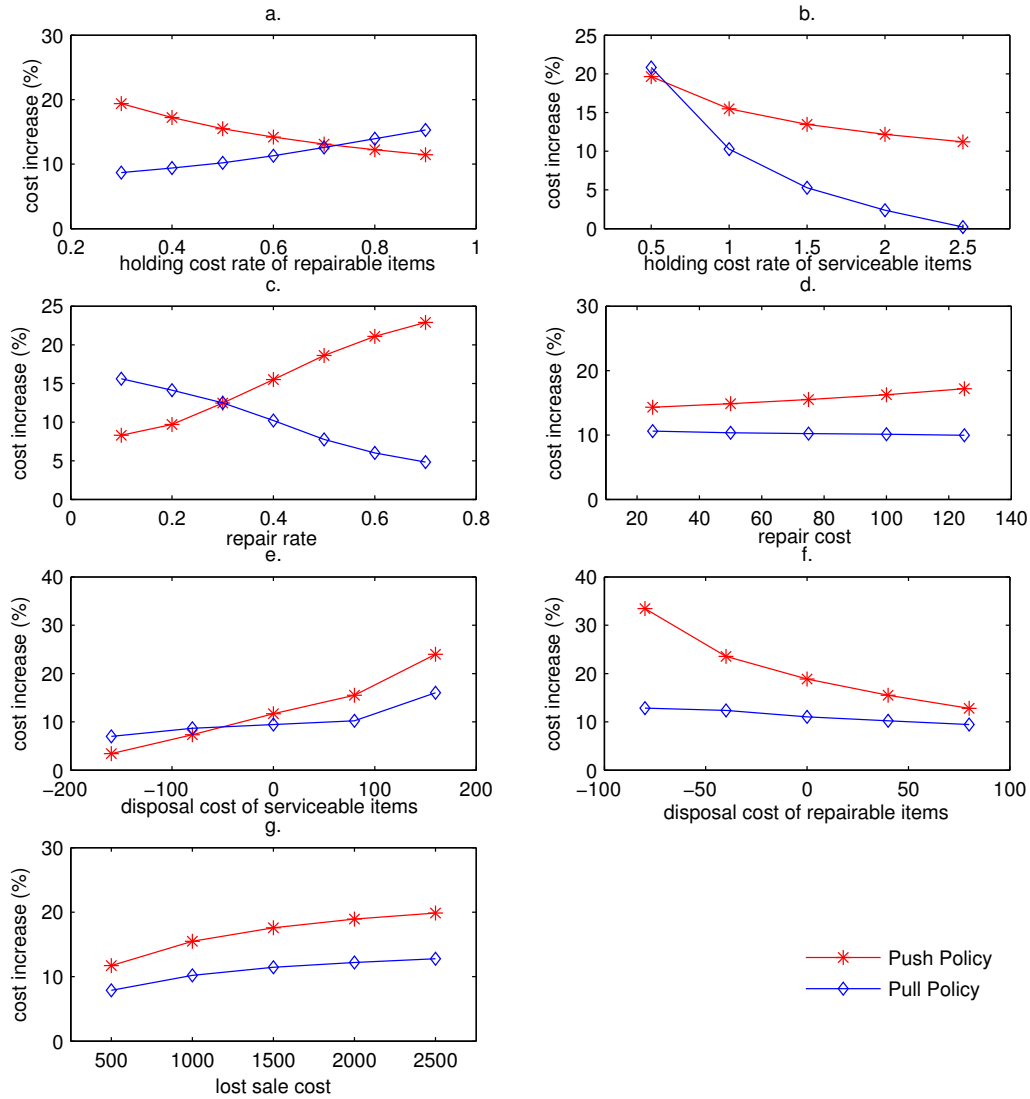 a.
cost increase (%)
30
20
10
0
0.2 0.4 0.6 0.8 1
holding cost rate of repairable items
b.
cost increase (%)
25
20
15
10
5
0
0.5 1 1.5 2 2.5
holding cost rate of serviceable items
c.
cost increase (%)
25
20
15
10
5
0
0 0.2 0.4 0.6 0.8
repair rate
d.
cost increase (%)
30
20
10
0
20 40 60 80 100 120 140
repair cost
e.
cost increase (%)
40
30
20
10
0
−200 −100 0 100 200
disposal cost of serviceable items
f.
cost increase (%)
40
30
20
10
0
−100 −50 0 50 100
disposal cost of repairable items
g.
cost increase (%)
30
20
10
0
500 1000 1500 2000 2500
lost sale cost
Push Policy
Pull Policy